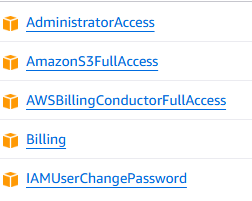 AdministratorAccess
AmazonS3FullAccess
AWSBillingConductorFullAccess
Billing
IAMUserChangePassword